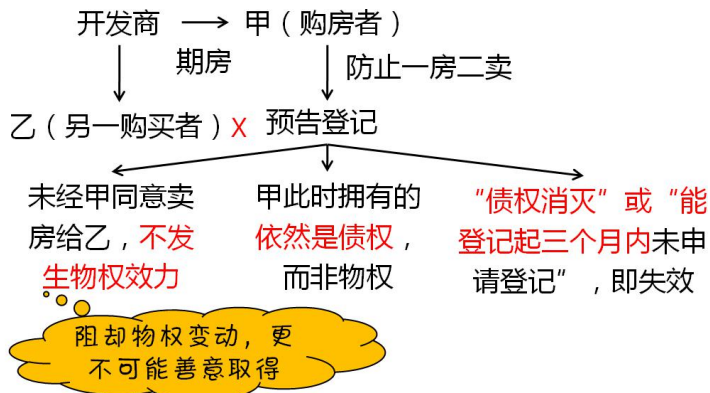 开发商
甲（购房者）
期房
防止一房二卖
乙（另一购买者）X
预告登记
未经甲同意卖
房给乙，不发
生物权效力
甲此时拥有的
依然是债权，
而非物权
“债权消灭”或“能
登记起三个月内未申
请登记”，即失效
阻却物权变动，更
不可能善意取得